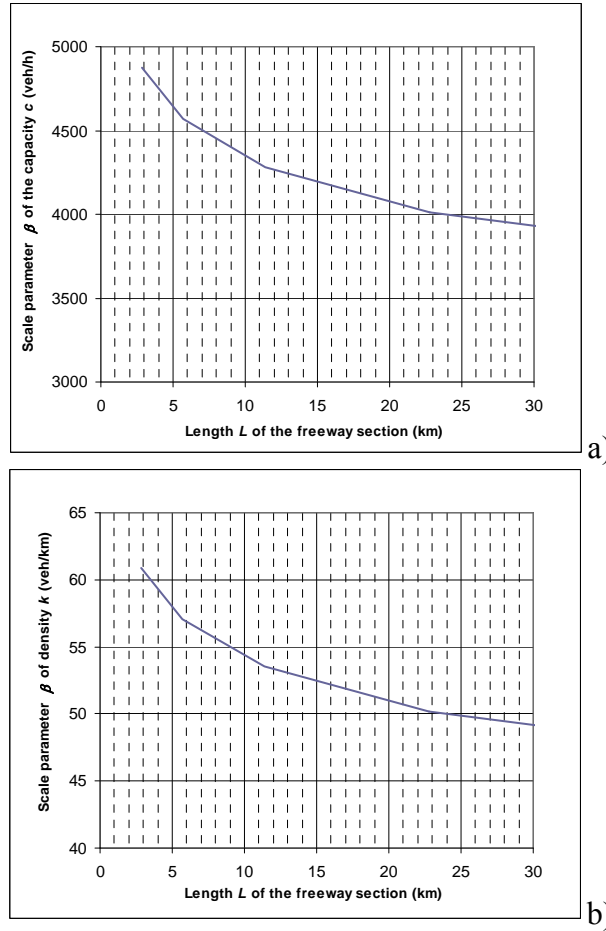 5000
4500
4000
3500
3000
Scale parameter β of the capacity c (veh/h)
0 5 10 15 20 25 30
Length L of the freeway section (km)
a)
65
60
55
50
45
40
Scale parameter β of density k (veh/km)
0 5 10 15 20 25 30
Length L of the freeway section (km)
b)